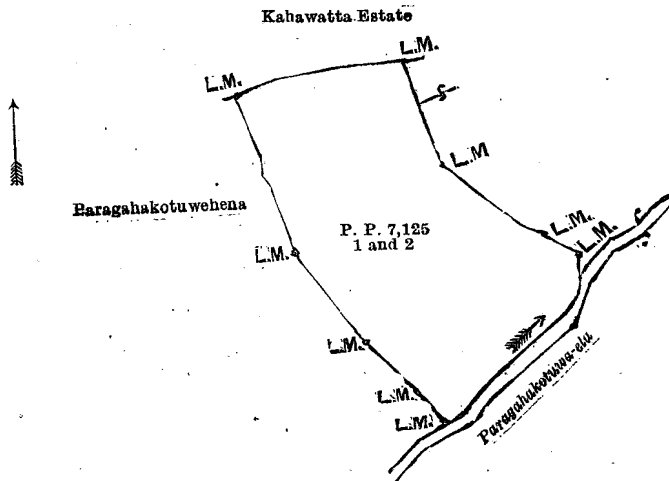 Kahawatta Estate
L.M.
L.M.
L.M
Paragahakotuwehena
P. P. 7,125
1 and 2
L.M.
L.M.
L.M.
L.M.
L.M.
L.M.
Paragahakotuwa-ela